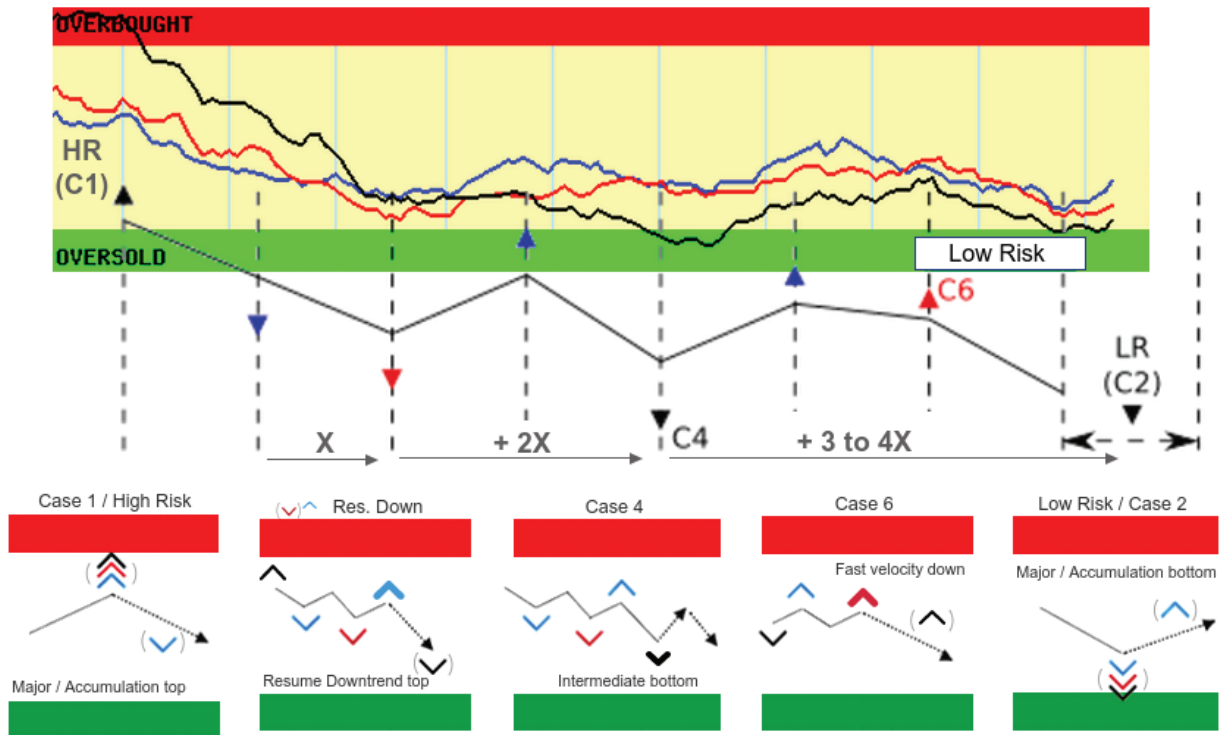 OVERBOUGHT
HR
(C1)
OVERSOLD
Low Risk
C6
LR
(C2)
C4
X
+ 2X
+ 3 to 4X
Case 1 / High Risk
Major / Accumulation top
Res. Down
Resume Downtrend top
Case 4
Intermediate bottom
Case 6
Fast velocity down
Low Risk / Case 2
Major / Accumulation bottom